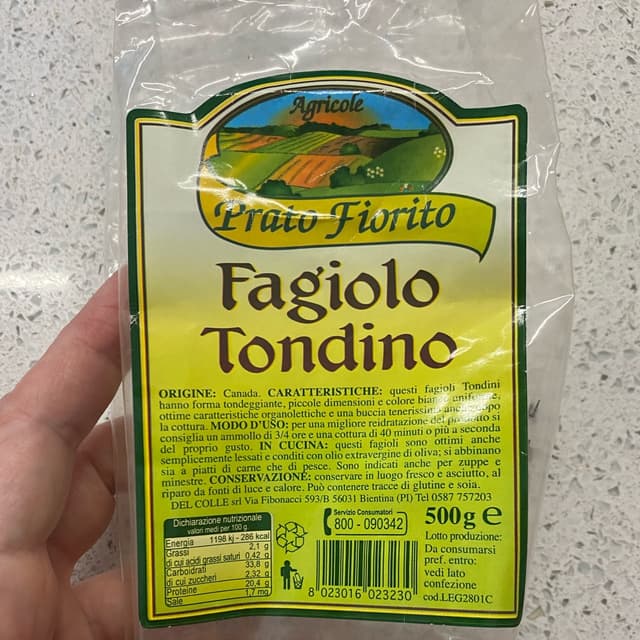 Agricole
Prato Fiorito
Fagiolo
Tondino
ORIGINE: Canada. CARATTERISTICHE: questi fagioli Tondini
hanno forma tondeggiante, piccole dimensioni e colore bianco uniforme,
ottime caratteristiche organolettiche e una buccia tenerissima anche dopo
la cottura. MODO D'USO: per una migliore reidratazione del prodotto si
consiglia un ammollo di 3/4 ore e una cottura di 40 minuti o più a seconda
del proprio gusto. IN CUCINA: questi fagioli sono ottimi anche
semplicemente lessati e conditi con olio extravergine di oliva; si abbinano
sia a piatti di carne che di pesce. Sono indicati anche per zuppe e
minestre. CONSERVAZIONE: conservare in luogo fresco e asciutto, al
riparo da fonti di luce e calore. Può contenere tracce di glutine e soia.
DEL COLLE srl Via Fibonacci 593/B 56031 Bientina (PI) Tel 0587 757203
Dichiarazione nutrizionale
valori medi per 100 g.
Energia 1198 kj - 286 kcal
Grassi 2,1 g
di cui acidi grassi saturi 0,42 g
Carboidrati 33,8 g
di cui zuccheri 2,32 g
Proteine 20,4 g
Sale 1,7 mg
Servizio Consumatori
800 - 090342
8 023016 023230
500 g e
Lotto produzione:
Da consumarsi
pref. entro:
vedi lato
confezione
cod.LEG2801C